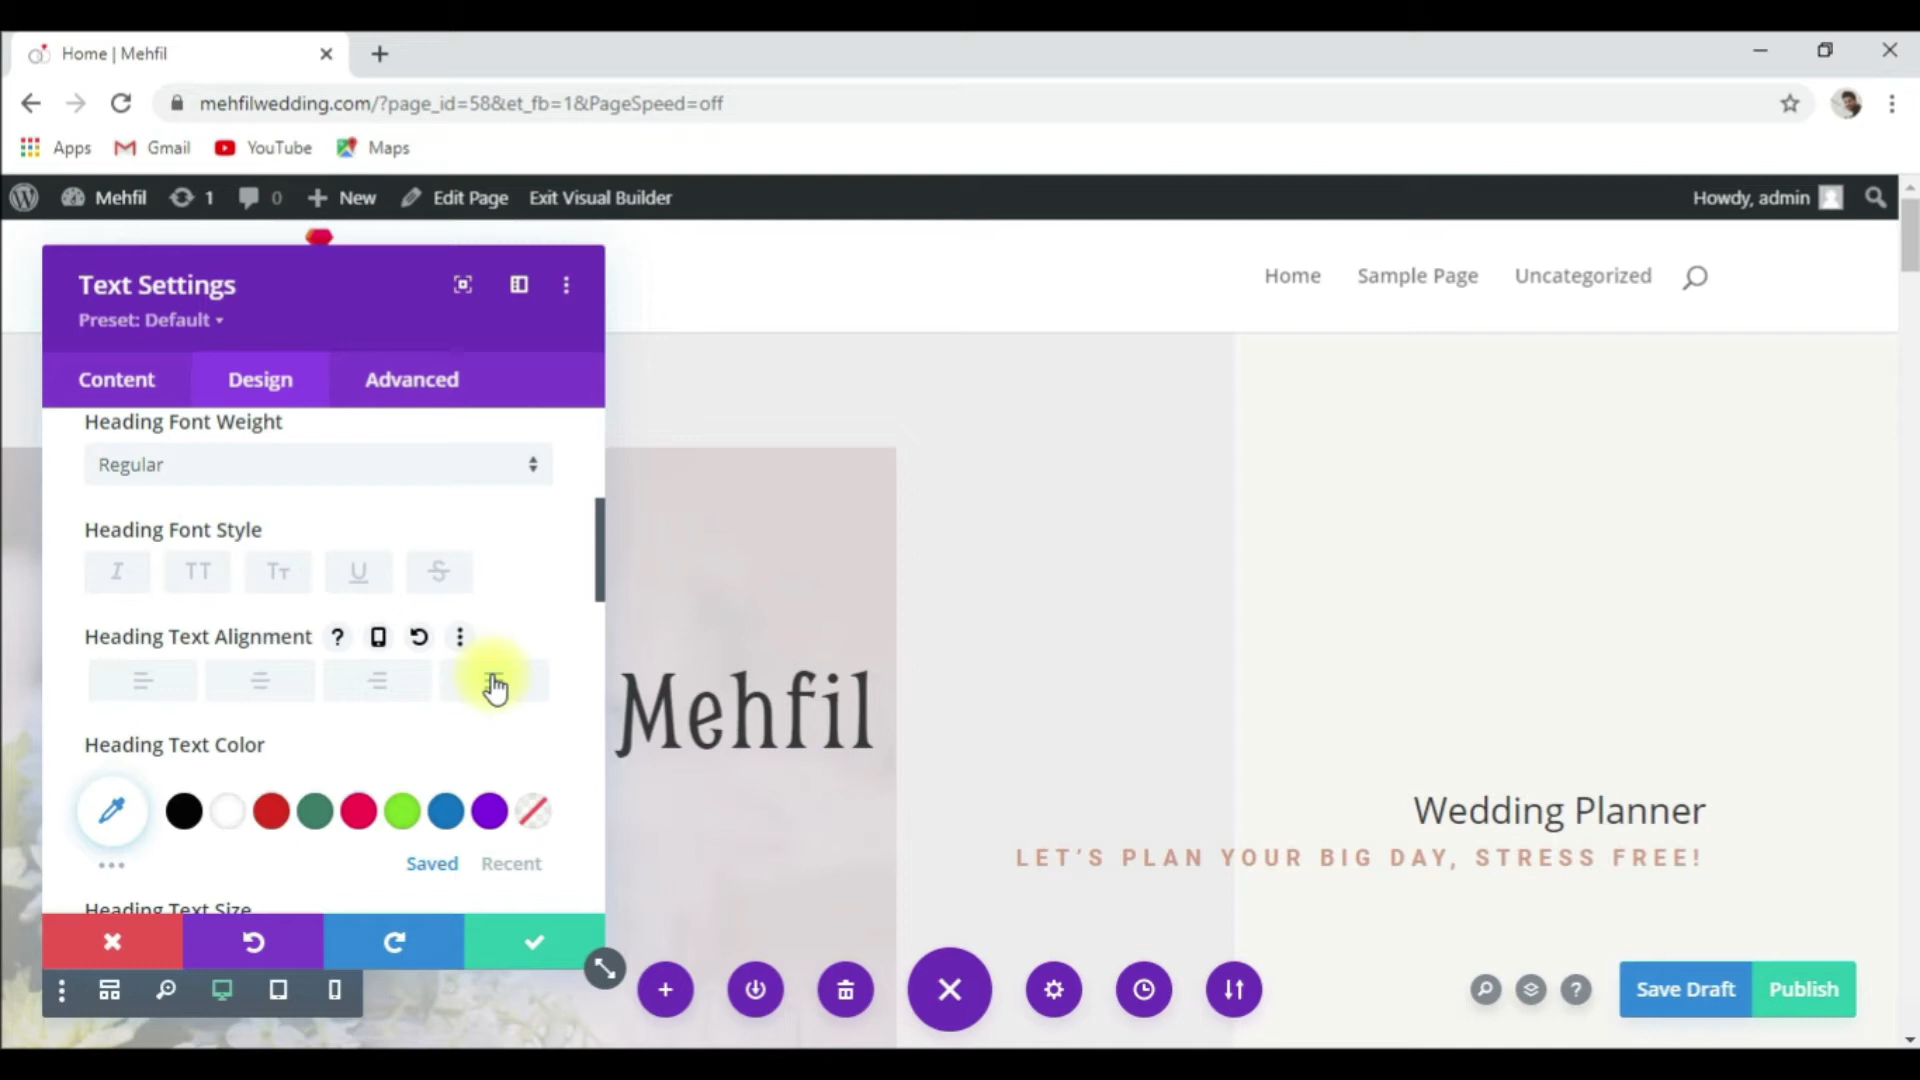 Home | Mehfil
mehfilwedding.com/?page_id=58&et_fb=1&PageSpeed=off
Apps Gmail YouTube Maps
Mehfil 1 0 New Edit Page Exit Visual Builder Howdy, admin
Text Settings
Preset: Default
Home Sample Page Uncategorized
Content Design Advanced
Heading Font Weight
Regular
Heading Font Style
I TT Tт U S
Heading Text Alignment ?
Mehfil
Heading Text Color
Saved Recent
Wedding Planner
LET'S PLAN YOUR BIG DAY, STRESS FREE!
Heading Text Size
? Save Draft Publish